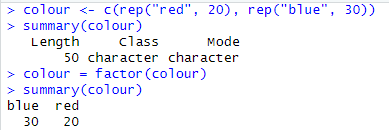 > colour <- c(rep("red", 20), rep("blue", 30))
> summary(colour)
   Length     Class      Mode
       50 character character
> colour = factor(colour)
> summary(colour)
blue  red
  30   20